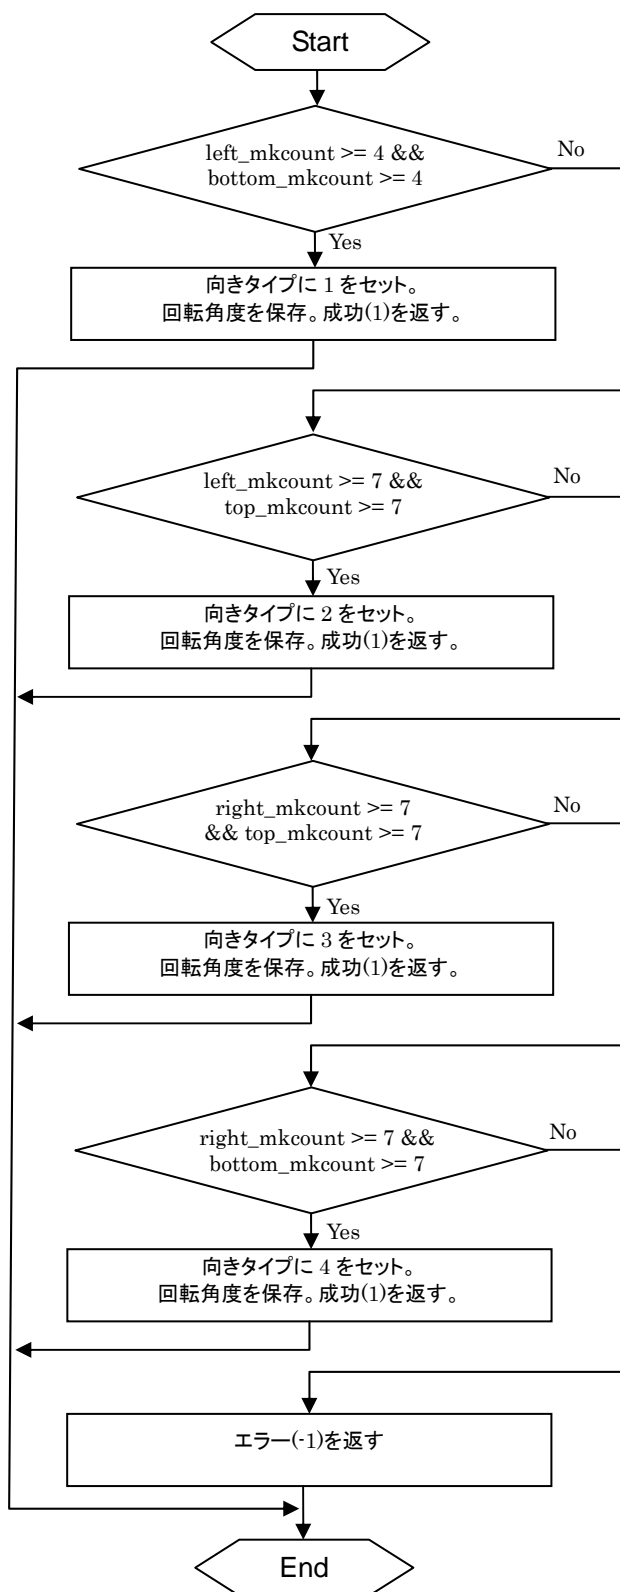 Start
left_mkcount >= 4 &&
bottom_mkcount >= 4
No
Yes
向きタイプに 1 をセット。
回転角度を保存。成功(1)を返す。
left_mkcount >= 7 &&
top_mkcount >= 7
No
Yes
向きタイプに 2 をセット。
回転角度を保存。成功(1)を返す。
right_mkcount >= 7
&& top_mkcount >= 7
No
Yes
向きタイプに 3 をセット。
回転角度を保存。成功(1)を返す。
right_mkcount >= 7 &&
bottom_mkcount >= 7
No
Yes
向きタイプに 4 をセット。
回転角度を保存。成功(1)を返す。
エラー(-1)を返す
End